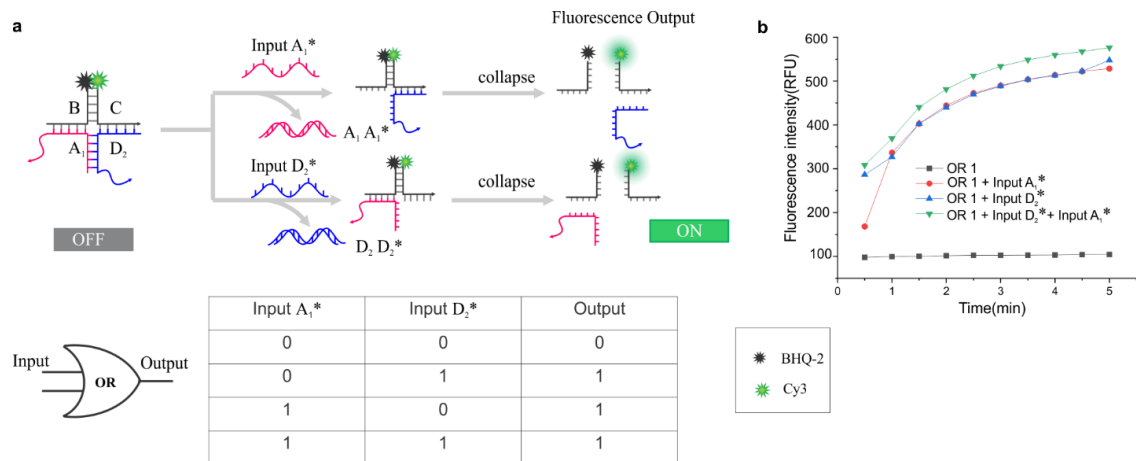 a
Fluorescence Output
Input A₁*
collapse
B C
A₁ D₂
A₁ A₁*
Input D₂*
collapse
D₂ D₂*
OFF
ON
Input A₁* Input D₂* Output
0 0 0
0 1 1
1 0 1
1 1 1
Input Output
OR
BHQ-2
Cy3
b
Fluorescence intensity(RFU)
600
500
400
300
200
100
OR 1
OR 1 + Input A₁*
OR 1 + Input D₂*
OR 1 + Input D₂* + Input A₁*
0 1 2 3 4 5
Time(min)